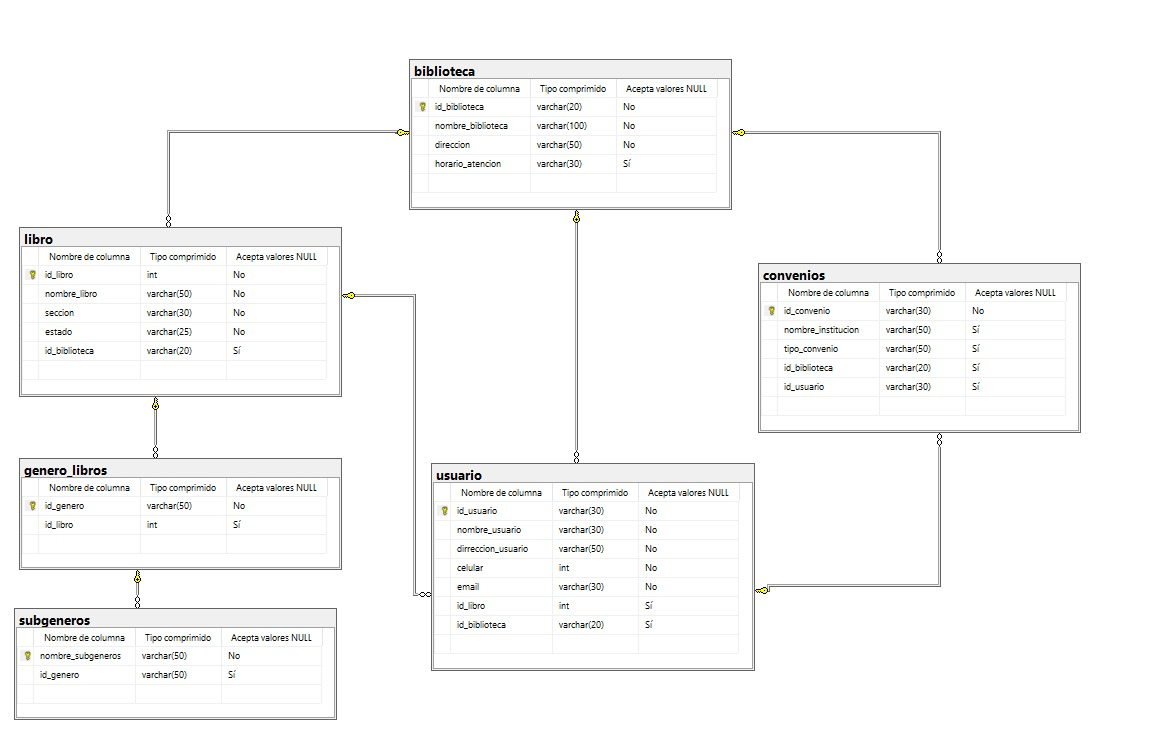 biblioteca
Nombre de columna Tipo comprimido Acepta valores NULL
id_biblioteca varchar(20) No
nombre_biblioteca varchar(100) No
direccion varchar(50) No
horario_atencion varchar(30) Sí
libro
Nombre de columna Tipo comprimido Acepta valores NULL
id_libro int No
nombre_libro varchar(50) No
seccion varchar(30) No
estado varchar(25) No
id_biblioteca varchar(20) Sí
convenios
Nombre de columna Tipo comprimido Acepta valores NULL
id_convenio varchar(30) No
nombre_institucion varchar(50) Sí
tipo_convenio varchar(50) Sí
id_biblioteca varchar(20) Sí
id_usuario varchar(30) Sí
genero_libros
Nombre de columna Tipo comprimido Acepta valores NULL
id_genero varchar(50) No
id_libro int Sí
usuario
Nombre de columna Tipo comprimido Acepta valores NULL
id_usuario varchar(30) No
nombre_usuario varchar(30) No
dirreccion_usuario varchar(50) No
celular int No
email varchar(30) No
id_libro int Sí
id_biblioteca varchar(20) Sí
subgeneros
Nombre de columna Tipo comprimido Acepta valores NULL
nombre_subgeneros varchar(50) No
id_genero varchar(50) Sí